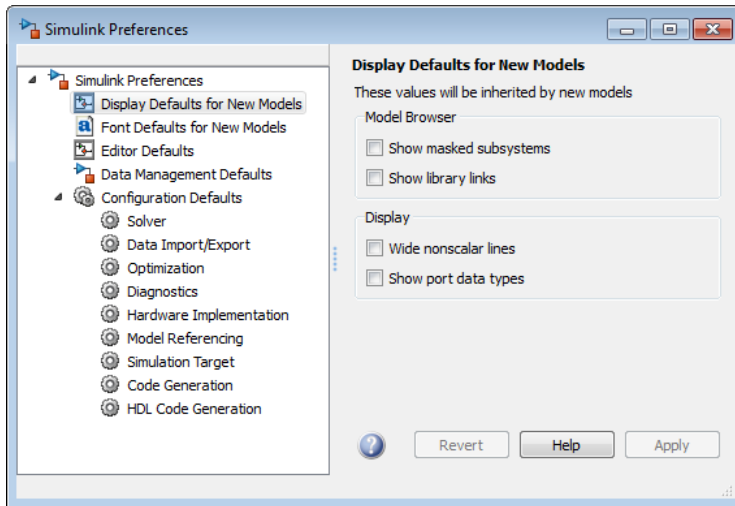 Simulink Preferences
Simulink Preferences
Display Defaults for New Models
Font Defaults for New Models
Editor Defaults
Data Management Defaults
Configuration Defaults
Solver
Data Import/Export
Optimization
Diagnostics
Hardware Implementation
Model Referencing
Simulation Target
Code Generation
HDL Code Generation
Display Defaults for New Models
These values will be inherited by new models
Model Browser
Show masked subsystems
Show library links
Display
Wide nonscalar lines
Show port data types
Revert
Help
Apply